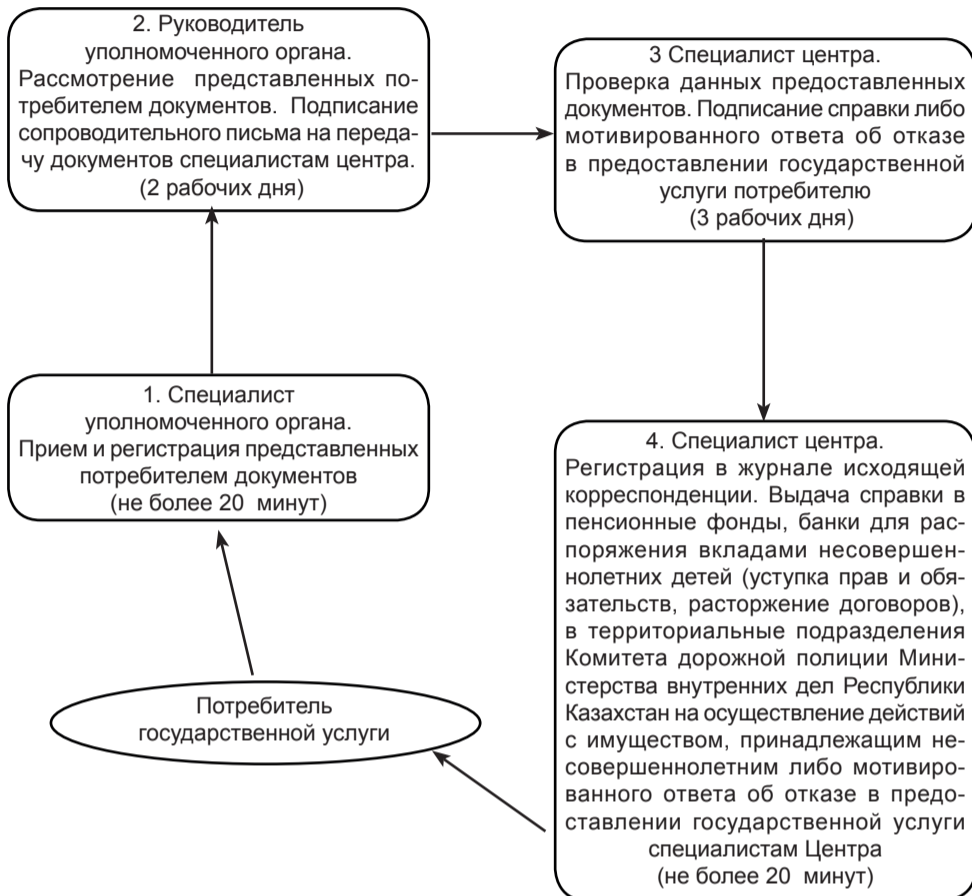 2. Руководитель
уполномоченного органа.
Рассмотрение представленных по-
требителем документов. Подписание
сопроводительного письма на переда-
чу документов специалистам центра.
(2 рабочих дня)
3 Специалист центра.
Проверка данных предоставленных
документов. Подписание справки либо
мотивированного ответа об отказе
в предоставлении государственной
услуги потребителю
(3 рабочих дня)
1. Специалист
уполномоченного органа.
Прием и регистрация представленных
потребителем документов
(не более 20 минут)
4. Специалист центра.
Регистрация в журнале исходящей
корреспонденции. Выдача справки в
пенсионные фонды, банки для рас-
поряжения вкладами несовершен-
нолетних детей (уступка прав и обя-
зательств, расторжение договоров),
в территориальные подразделения
Комитета дорожной полиции Мини-
стерства внутренних дел Республики
Казахстан на осуществление действий
с имуществом, принадлежащим не-
совершеннолетним либо мотивиро-
ванного ответа об отказе в предо-
ставлении государственной услуги
специалистам Центра
(не более 20 минут)
Потребитель
государственной услуги